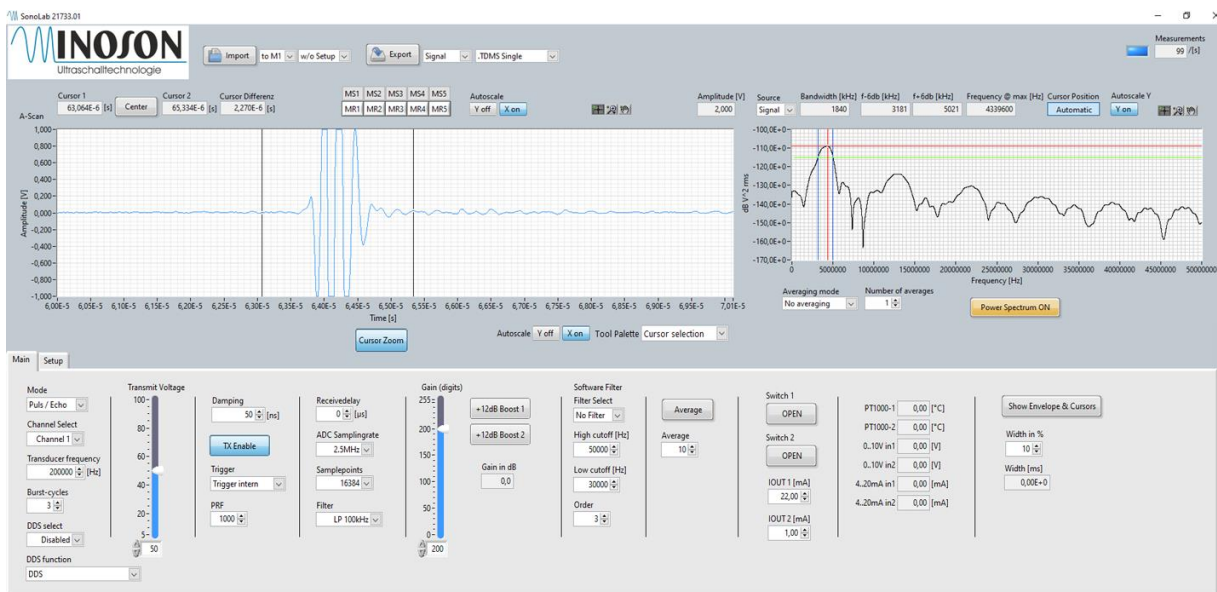 SonoLab 21733.01
INOSON
Ultraschalltechnologie
Import to M1 w/o Setup Export Signal .TDMS Single
Measurements
99 /[s]
Cursor 1 Cursor 2 Cursor Differenz
63,064E-6 [s] Center 65,334E-6 [s] 2,270E-6 [s]
MS1 MS2 MS3 MS4 MS5
MR1 MR2 MR3 MR4 MR5
Autoscale
Y off X on
Amplitude [V]
2,000
A-Scan
1,000
0,800
0,600
0,400
0,200
0,000
-0,200
-0,400
-0,600
-0,800
-1,000
Amplitude [V]
6,00E-5 6,05E-5 6,10E-5 6,15E-5 6,20E-5 6,25E-5 6,30E-5 6,35E-5 6,40E-5 6,45E-5 6,50E-5 6,55E-5 6,60E-5 6,65E-5 6,70E-5 6,75E-5 6,80E-5 6,85E-5 6,90E-5 6,95E-5 7,01E-5
Time [s]
Cursor Zoom
Autoscale Y off X on Tool Palette Cursor selection
Source Bandwidth [kHz] f-6db [kHz] f+6db [kHz] Frequency @ max [Hz] Cursor Position Autoscale Y
Signal 1840 3181 5021 4339600 Automatic Y on
-100,0E+0
-110,0E+0
-120,0E+0
-130,0E+0
-140,0E+0
-150,0E+0
-160,0E+0
-170,0E+0
dB V^2 rms
0 5000000 10000000 15000000 20000000 25000000 30000000 35000000 40000000 45000000 50000000
Frequency [Hz]
Averaging mode
No averaging
Number of averages
1
Power Spectrum ON
Main Setup
Mode
Puls / Echo
Channel Select
Channel 1
Transducer frequency
200000 [Hz]
Burst-cycles
3
DDS select
Disabled
DDS function
DDS
Transmit Voltage
100
80
60
40
20
5
50
Damping
50 [ns]
TX Enable
Trigger
Trigger intern
PRF
1000
Receivedelay
0 [µs]
ADC Samplingrate
2.5MHz
Samplepoints
16384
Filter
LP 100kHz
Gain (digits)
255
200
150
100
50
0
200
+12dB Boost 1
+12dB Boost 2
Gain in dB
0,0
Software Filter
Filter Select
No Filter
High cutoff [Hz]
50000
Low cutoff [Hz]
30000
Order
3
Average
Average
10
Switch 1
OPEN
Switch 2
OPEN
IOUT 1 [mA]
22,00
IOUT 2 [mA]
1,00
PT1000-1 0,00 [°C]
PT1000-2 0,00 [°C]
0..10V in1 0,00 [V]
0..10V in2 0,00 [V]
4..20mA in1 0,00 [mA]
4..20mA in2 0,00 [mA]
Show Envelope & Cursors
Width in %
10
Width [ms]
0,00E+0